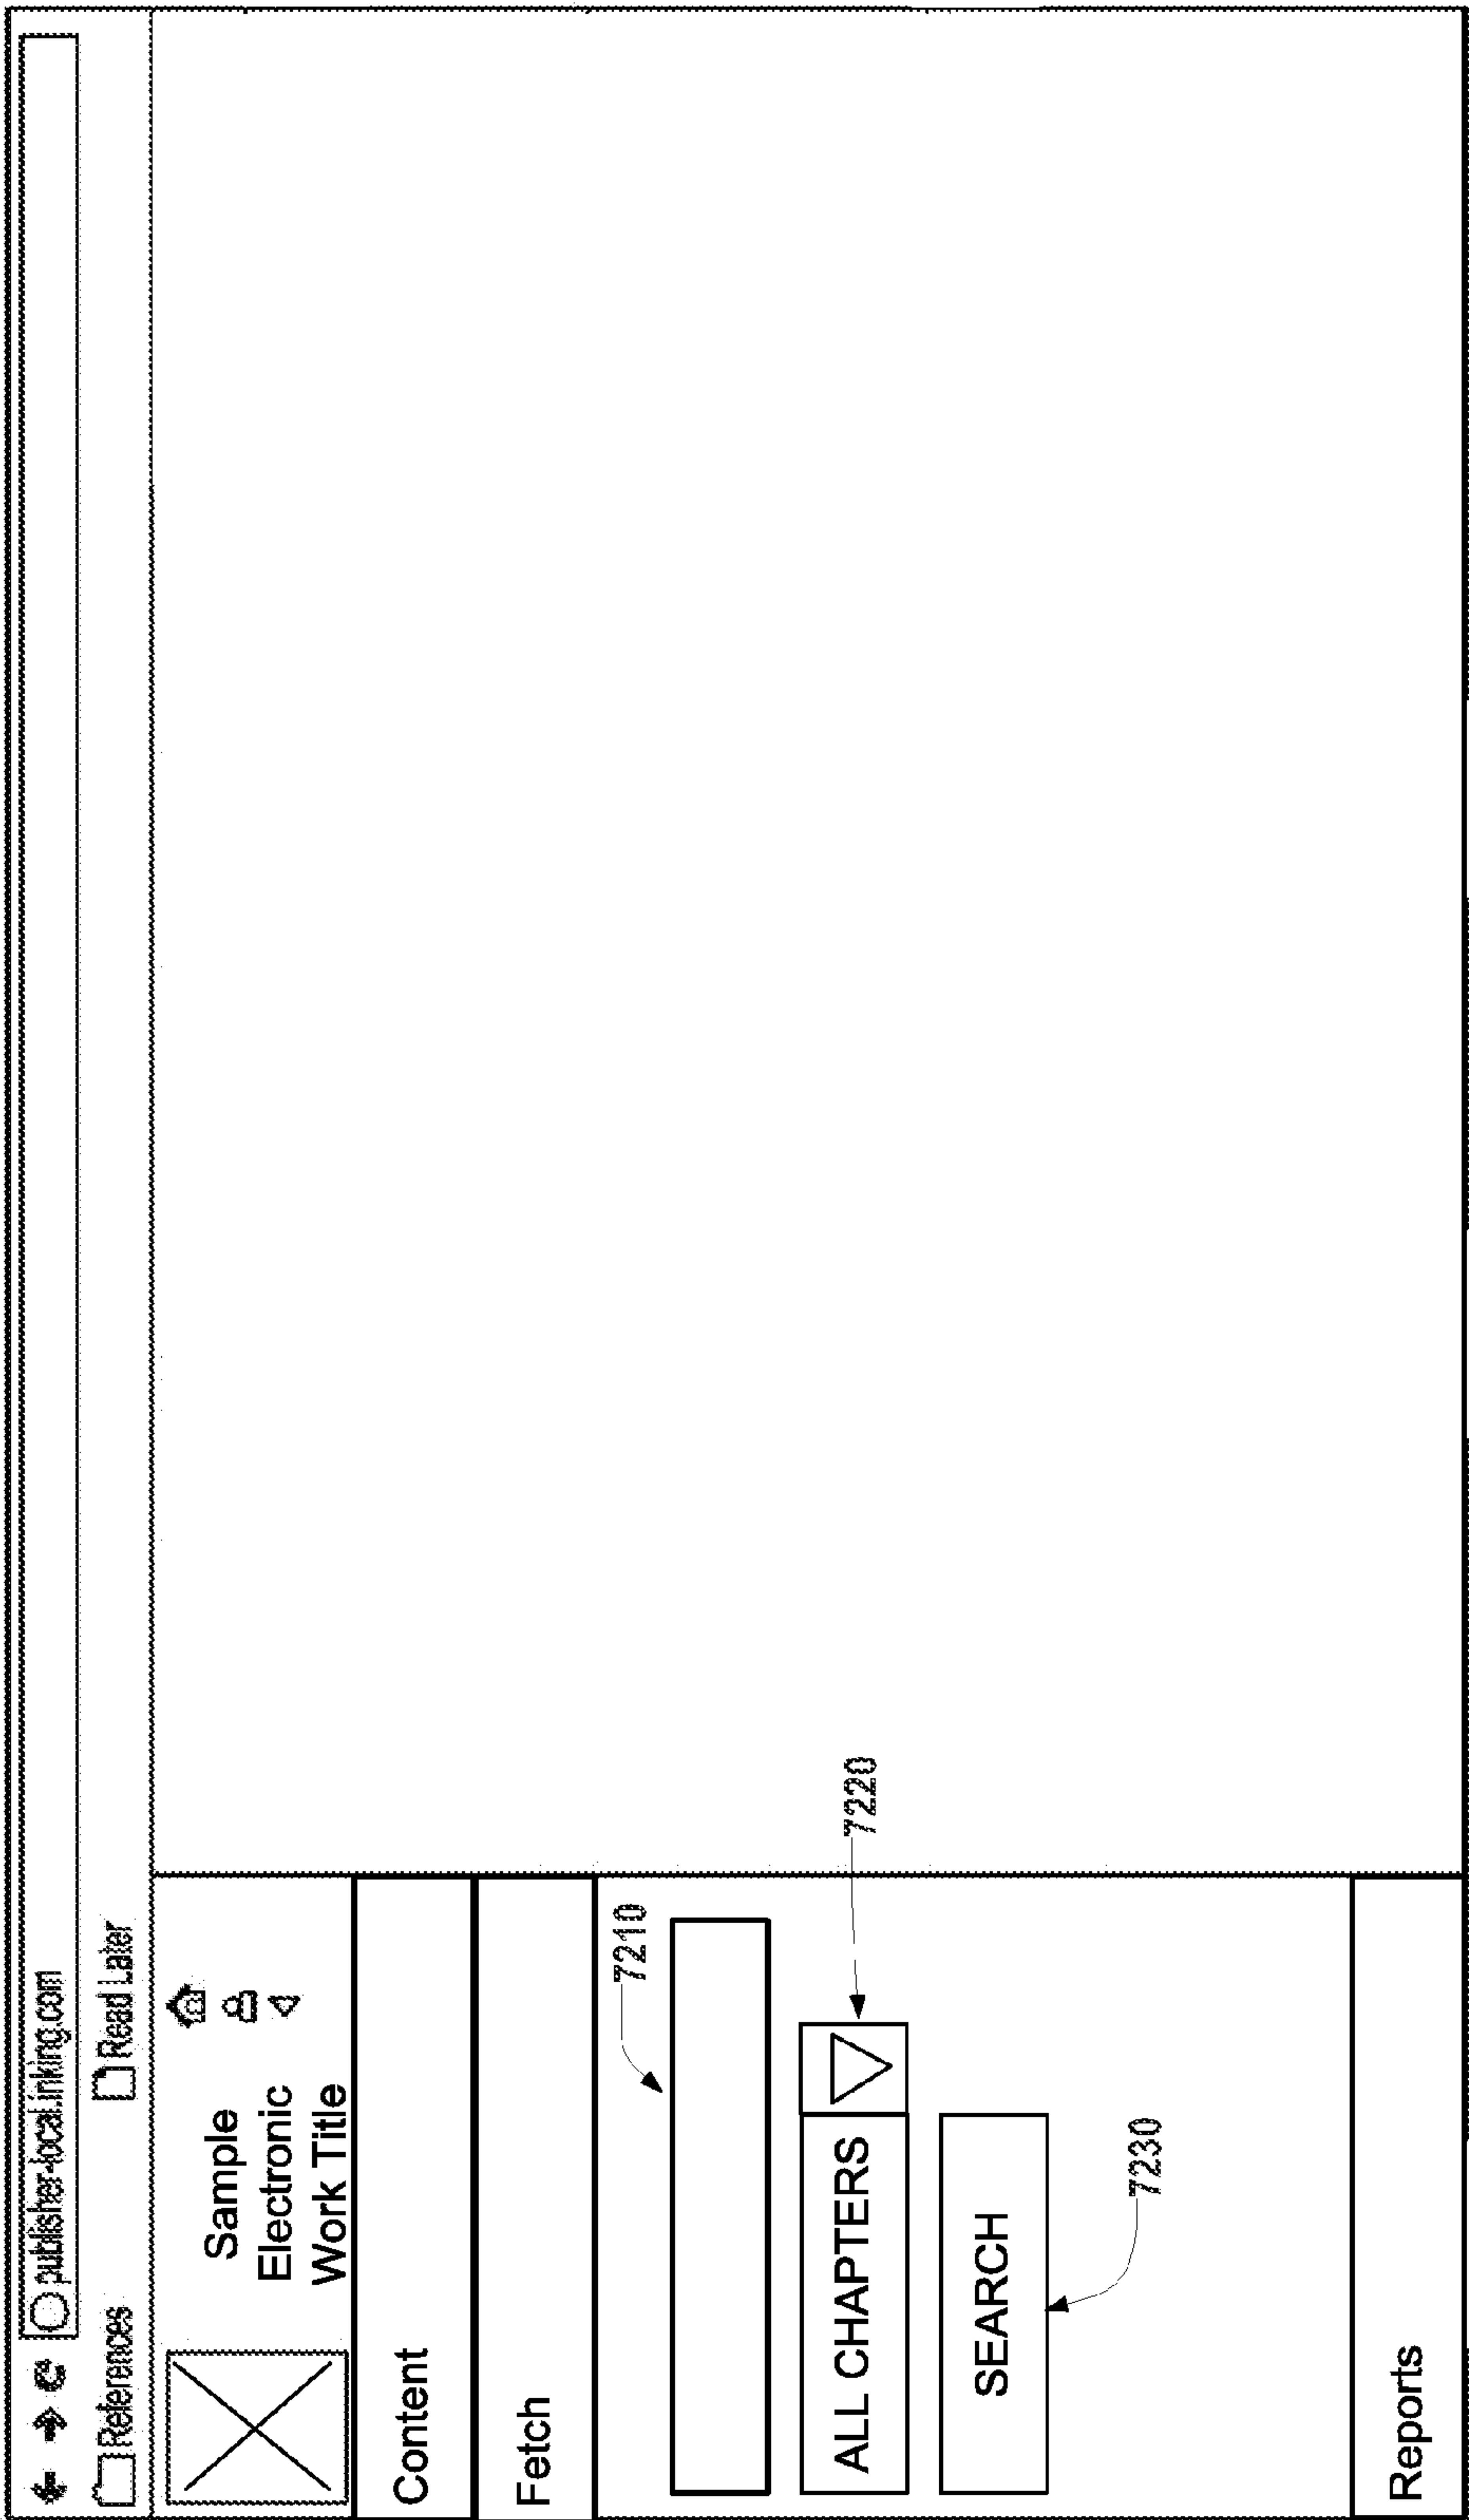 publisher-local.inking.com
References
Read Later
Sample
Electronic
Work Title
Content
Fetch
7210
ALL CHAPTERS
7220
SEARCH
7230
Reports